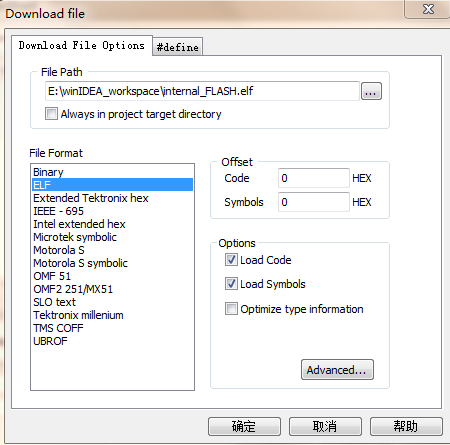 Download file
Download File Options
#define
File Path
E:\winIDEA_workspace\internal_FLASH.elf
...
Always in project target directory
File Format
Binary
ELF
Extended Tektronix hex
IEEE - 695
Intel extended hex
Microtek symbolic
Motorola S
Motorola S symbolic
OMF 51
OMF2 251/MX51
SLO text
Tektronix millenium
TMS COFF
UBROF
Offset
Code 0 HEX
Symbols 0 HEX
Options
Load Code
Load Symbols
Optimize type information
Advanced...
确定 取消 帮助